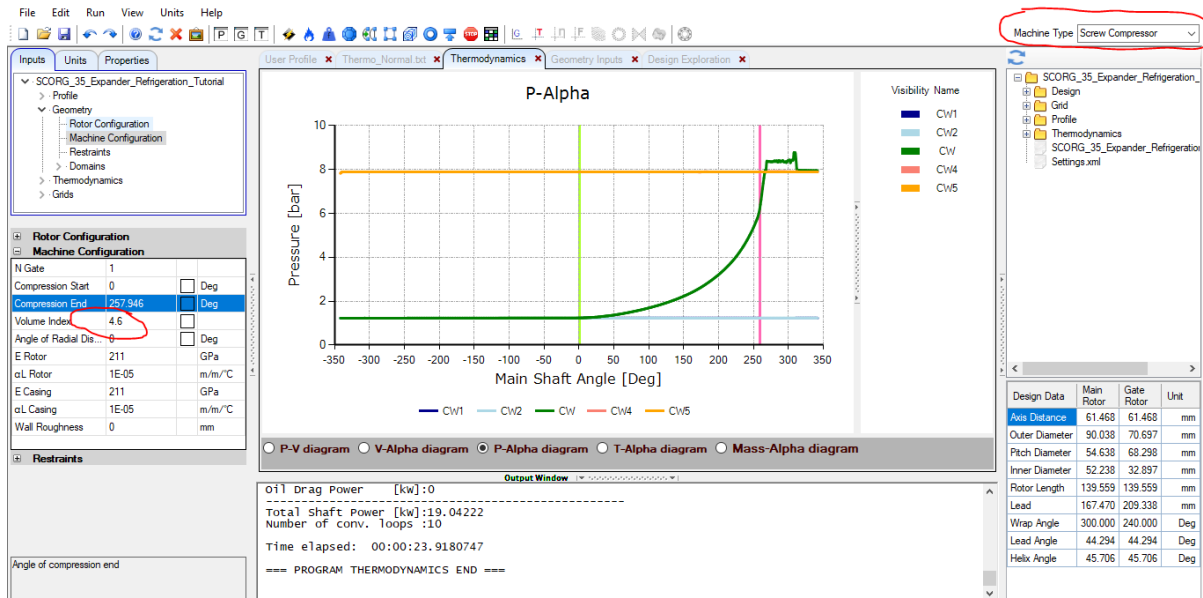 File Edit Run View Units Help
P G T
STOP
Machine Type Screw Compressor
Inputs Units Properties
SCORG_35_Expander_Refrigeration_Tutorial
Profile
Geometry
Rotor Configuration
Machine Configuration
Restraints
Domains
Thermodynamics
Grids
Rotor Configuration
Machine Configuration
N Gate 1
Compression Start 0 Deg
Compression End 257.946 Deg
Volume Index 4.6
Angle of Radial Dis... 0 Deg
E Rotor 211 GPa
αL Rotor 1E-05 m/m/°C
E Casing 211 GPa
αL Casing 1E-05 m/m/°C
Wall Roughness 0 mm
Restraints
Angle of compression end
User Profile Thermo_Normal.txt Thermodynamics Geometry Inputs Design Exploration
P-Alpha
Pressure [bar]
10
8
6
4
2
0
-350 -300 -250 -200 -150 -100 -50 0 50 100 150 200 250 300 350
Main Shaft Angle [Deg]
CW1 CW2 CW CW4 CW5
Visibility Name
CW1
CW2
CW
CW4
CW5
P-V diagram V-Alpha diagram P-Alpha diagram T-Alpha diagram Mass-Alpha diagram
Output Window
Oil Drag Power [kW]:0
------------------------------------------------------
Total Shaft Power [kW]:19.04222
Number of conv. loops :10
Time elapsed: 00:00:23.9180747
=== PROGRAM THERMODYNAMICS END ===
SCORG_35_Expander_Refrigeration_
Design
Grid
Profile
Thermodynamics
SCORG_35_Expander_Refrigeration
Settings.xml
Design Data Main Rotor Gate Rotor Unit
Axis Distance 61.468 61.468 mm
Outer Diameter 90.038 70.697 mm
Pitch Diameter 54.638 68.298 mm
Inner Diameter 52.238 32.897 mm
Rotor Length 139.559 139.559 mm
Lead 167.470 209.338 mm
Wrap Angle 300.000 240.000 Deg
Lead Angle 44.294 44.294 Deg
Helix Angle 45.706 45.706 Deg